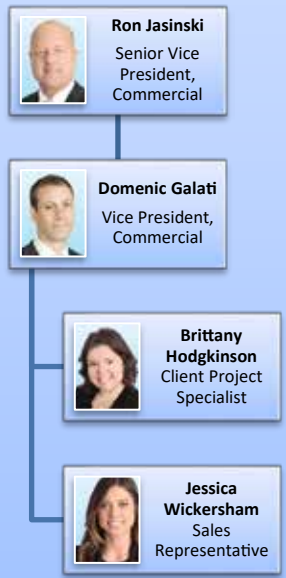 Ron Jasinski
Senior Vice
President,
Commercial
Domenic Galati
Vice President,
Commercial
Brittany
Hodgkinson
Client Project
Specialist
Jessica
Wickersham
Sales
Representative